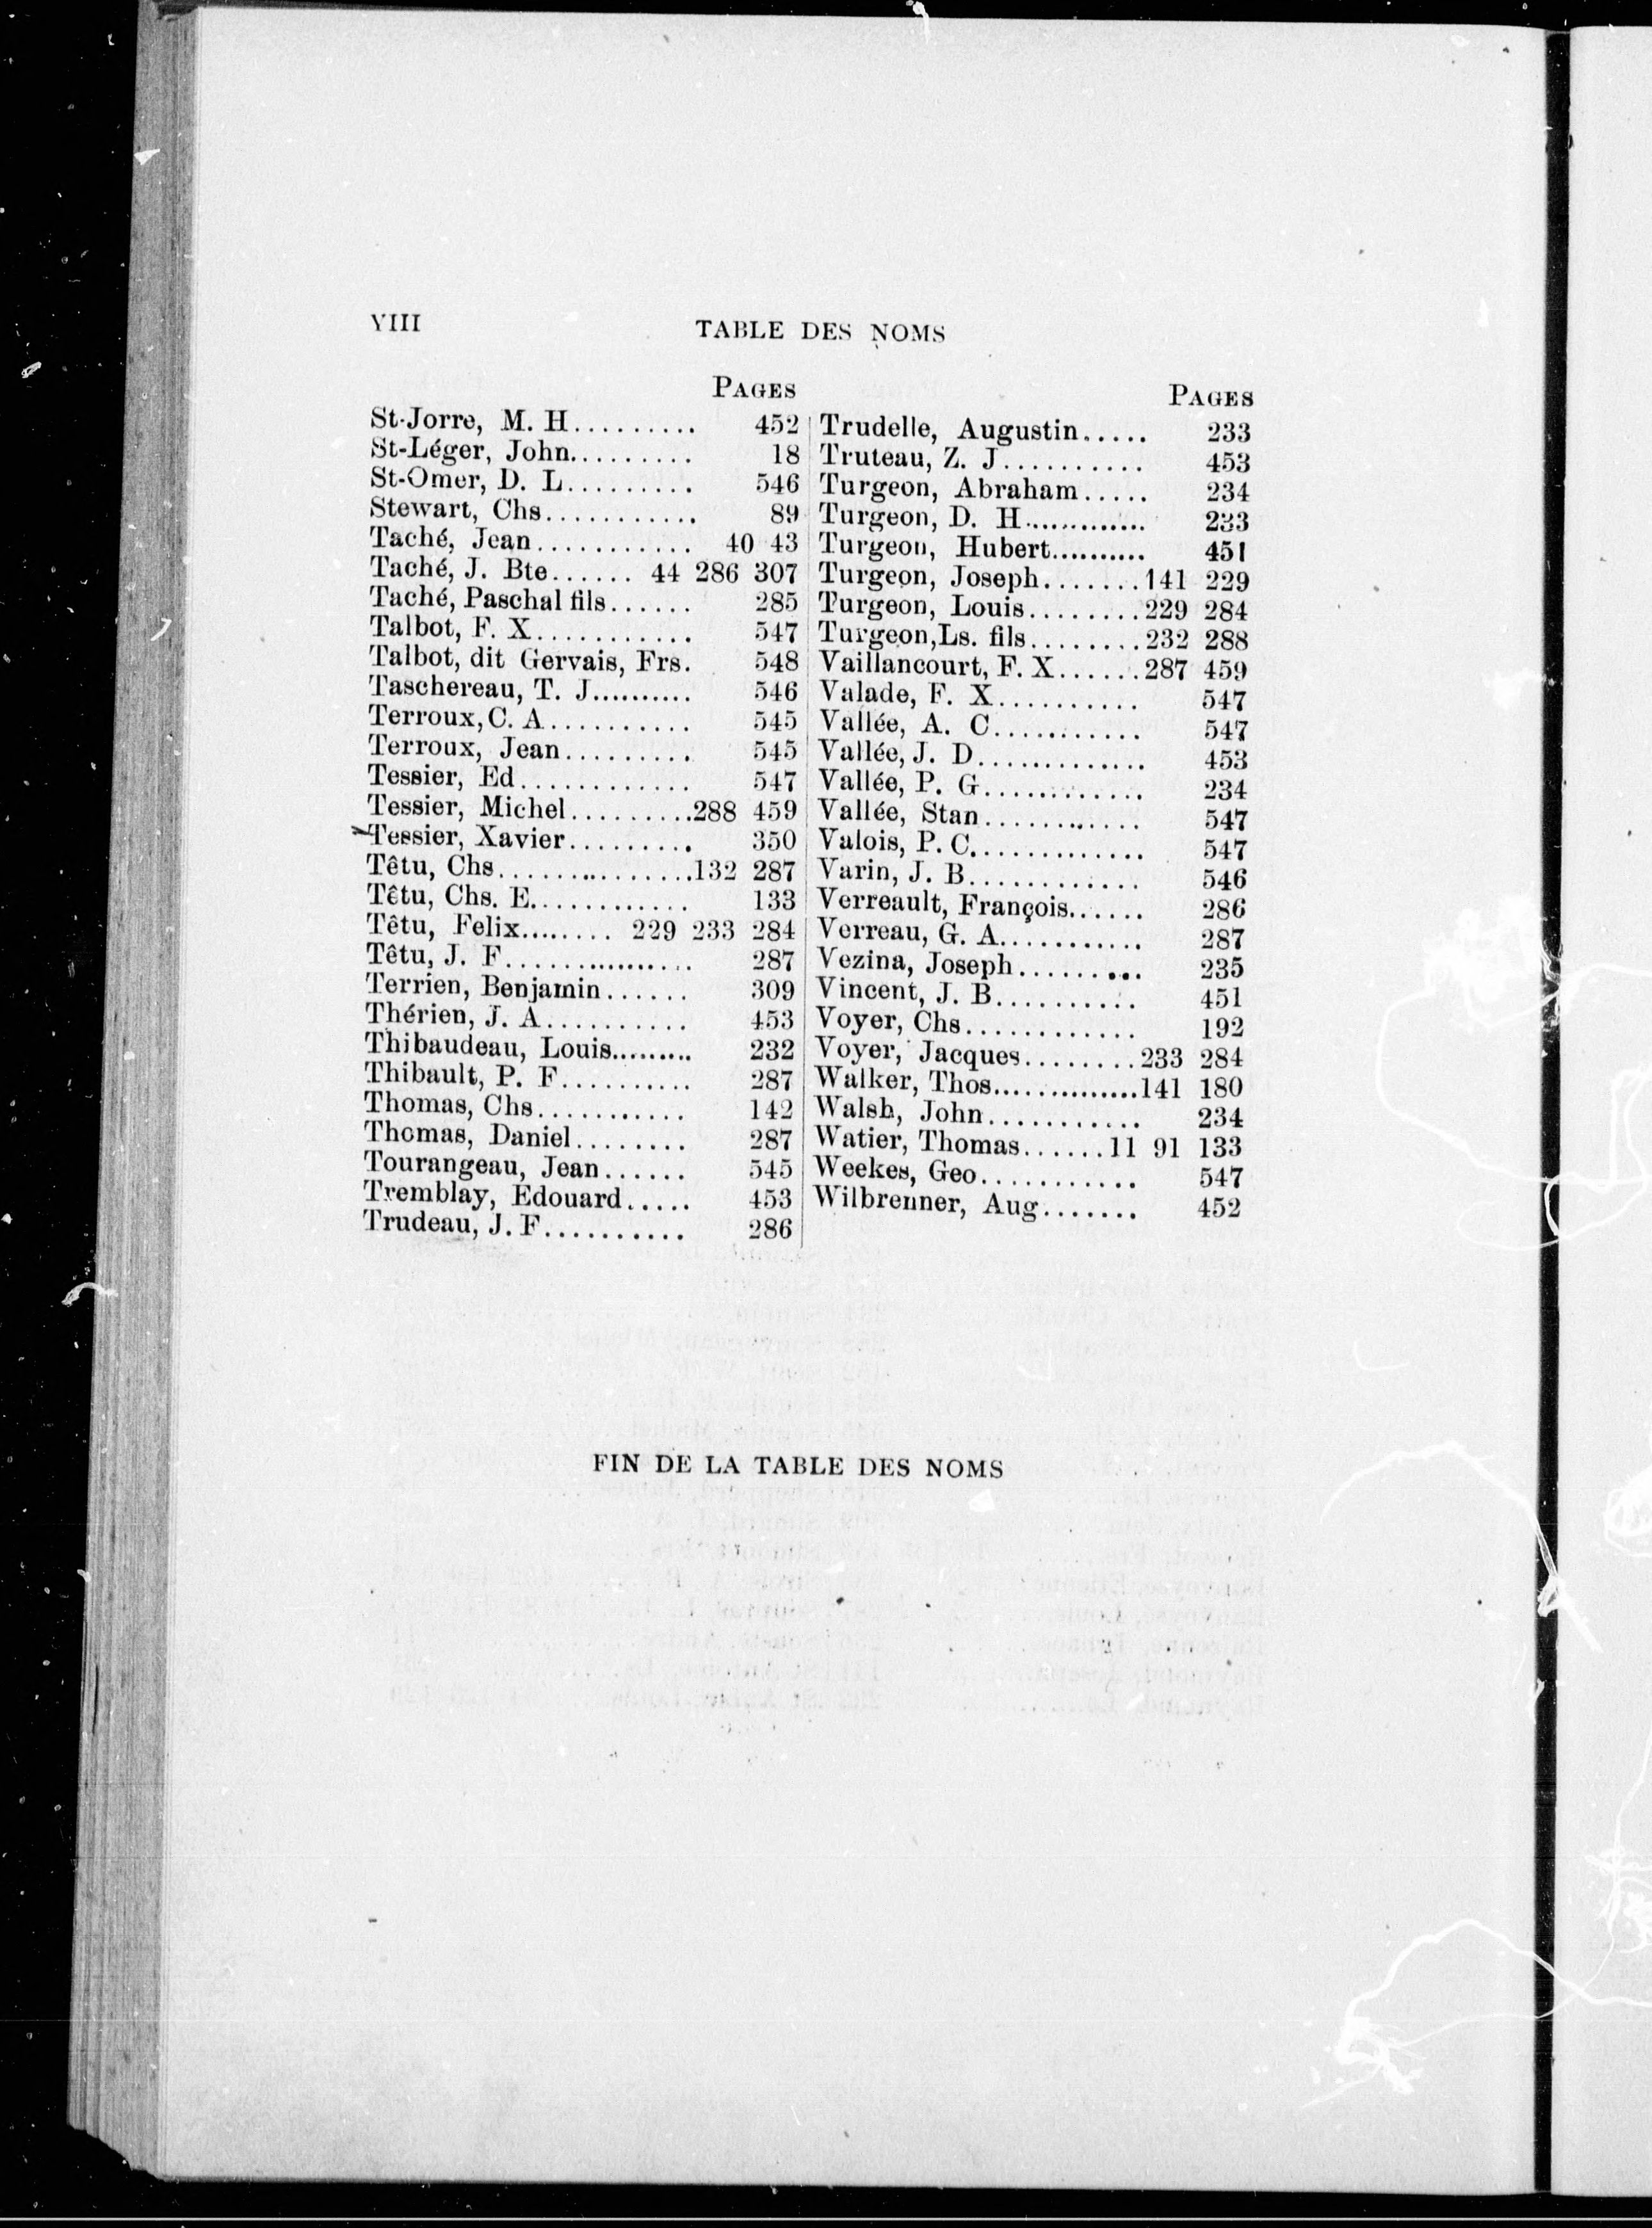 VIII
TABLE DES NOMS
PAGES
St-Jorre, M. H......... 452
St-Léger, John......... 18
St-Omer, D. L......... 546
Stewart, Chs........... 89
Taché, Jean............ 40 43
Taché, J. Bte...... 44 286 307
Taché, Paschal fils...... 285
Talbot, F. X........... 547
Talbot, dit Gervais, Frs. 548
Taschereau, T. J.......... 546
Terroux, C. A........... 545
Terroux, Jean.......... 545
Tessier, Ed............. 547
Tessier, Michel..........288 459
Tessier, Xavier......... 350
Têtu, Chs................132 287
Têtu, Chs. E............ 133
Têtu, Felix......... 229 233 284
Têtu, J. F................. 287
Terrien, Benjamin...... 309
Thérien, J. A........... 453
Thibaudeau, Louis......... 232
Thibault, P. F.......... 287
Thomas, Chs........... 142
Thomas, Daniel........ 287
Tourangeau, Jean...... 545
Tremblay, Edouard..... 453
Trudeau, J. F.......... 286
PAGES
Trudelle, Augustin..... 233
Truteau, Z. J.......... 453
Turgeon, Abraham..... 234
Turgeon, D. H............. 233
Turgeon, Hubert.......... 451
Turgeon, Joseph.......141 229
Turgeon, Louis........229 284
Turgeon, Ls. fils........232 288
Vaillancourt, F. X......287 459
Valade, F. X........... 547
Vallée, A. C........... 547
Vallée, J. D............. 453
Vallée, P. G............ 234
Vallée, Stan............ 547
Valois, P. C............. 547
Varin, J. B............ 546
Verreault, François...... 286
Verreau, G. A........... 287
Vezina, Joseph......... 235
Vincent, J. B.......... 451
Voyer, Chs............ 192
Voyer, Jacques........233 284
Walker, Thos...............141 180
Walsh, John........... 234
Watier, Thomas......11 91 133
Weekes, Geo........... 547
Wilbrenner, Aug....... 452
FIN DE LA TABLE DES NOMS